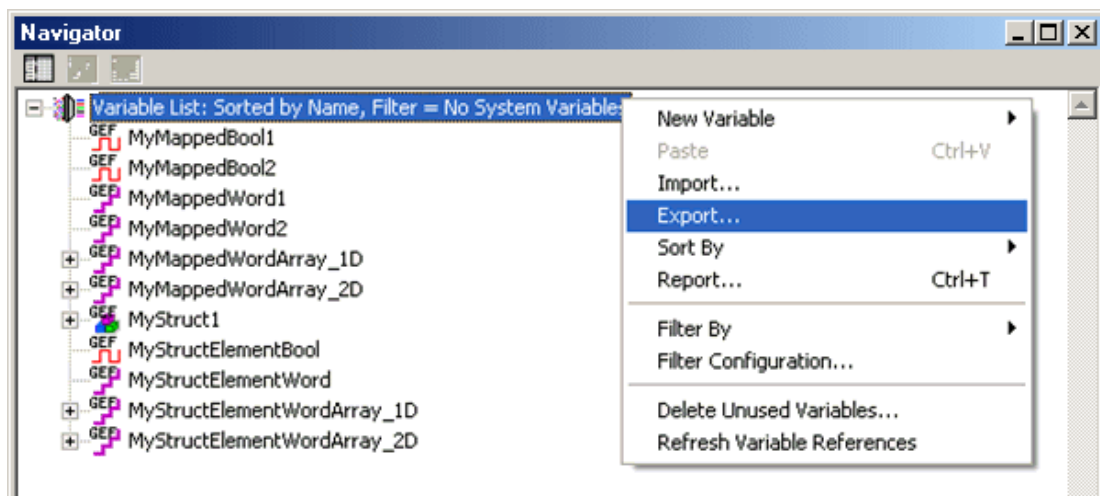 Navigator
Variable List: Sorted by Name, Filter = No System Variable
GEF MyMappedBool1
GEF MyMappedBool2
GEF MyMappedWord1
GEF MyMappedWord2
GEF MyMappedWordArray_1D
GEF MyMappedWordArray_2D
GEF MyStruct1
GEF MyStructElementBool
GEF MyStructElementWord
GEF MyStructElementWordArray_1D
GEF MyStructElementWordArray_2D
New Variable
Paste Ctrl+V
Import...
Export...
Sort By
Report... Ctrl+T
Filter By
Filter Configuration...
Delete Unused Variables...
Refresh Variable References